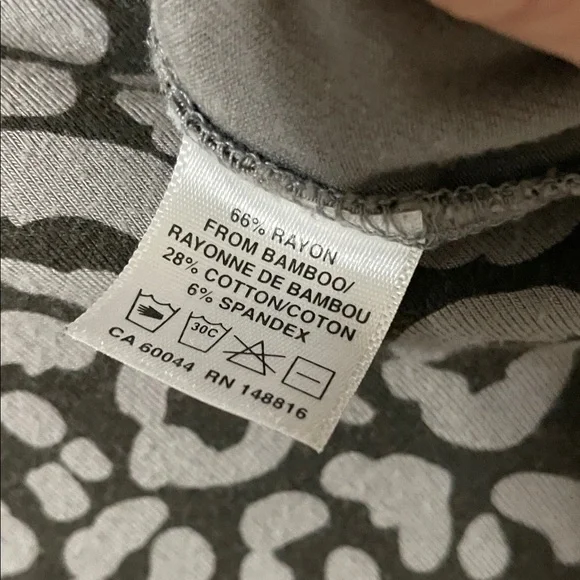 66% RAYON
FROM BAMBOO/
RAYONNE DE BAMBOU
28% COTTON/COTON
6% SPANDEX
30C
CA 60044 RN 148816